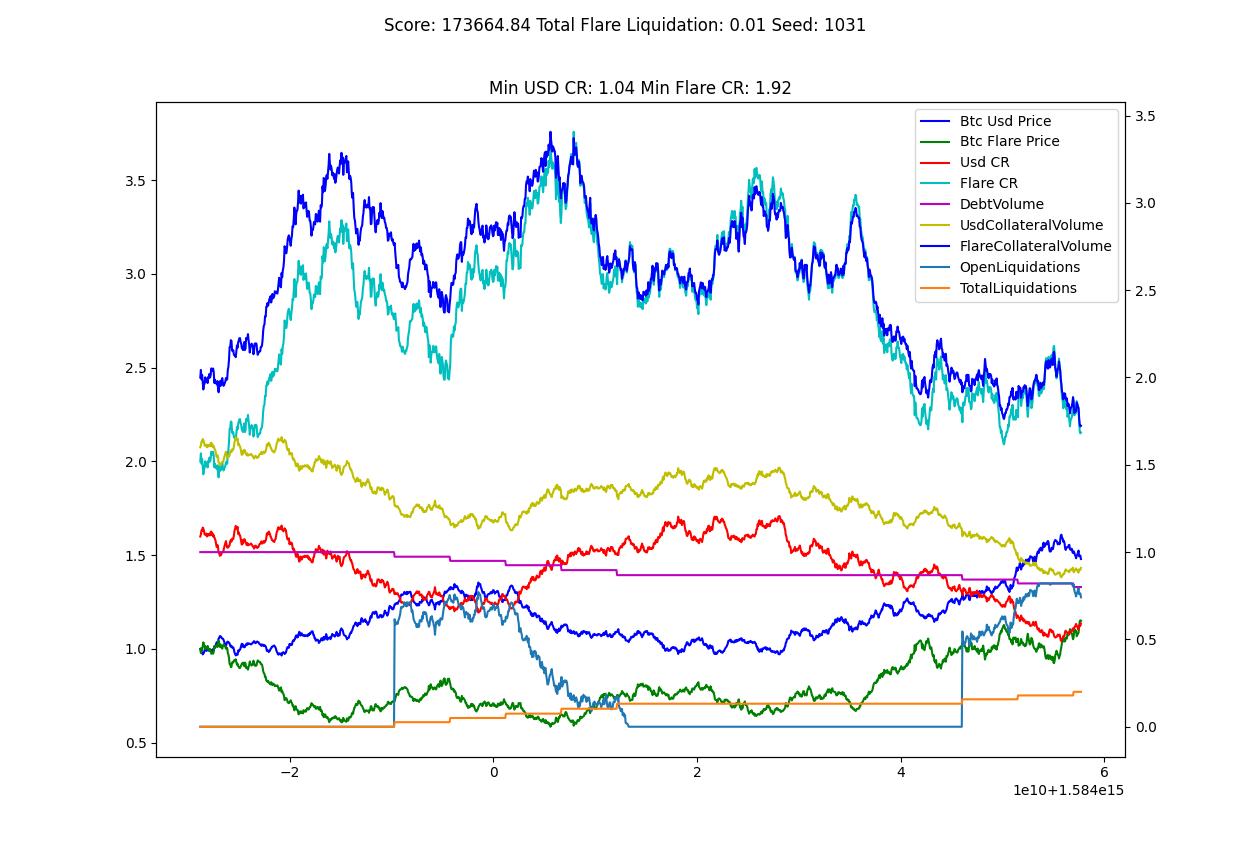 Score: 173664.84 Total Flare Liquidation: 0.01 Seed: 1031
Min USD CR: 1.04 Min Flare CR: 1.92
Btc Usd Price
Btc Flare Price
Usd CR
Flare CR
DebtVolume
UsdCollateralVolume
FlareCollateralVolume
OpenLiquidations
TotalLiquidations
3.5
3.0
2.5
2.0
1.5
1.0
0.5
3.5
3.0
2.5
2.0
1.5
1.0
0.5
0.0
−2
0
2
4
6
1e10+1.584e15